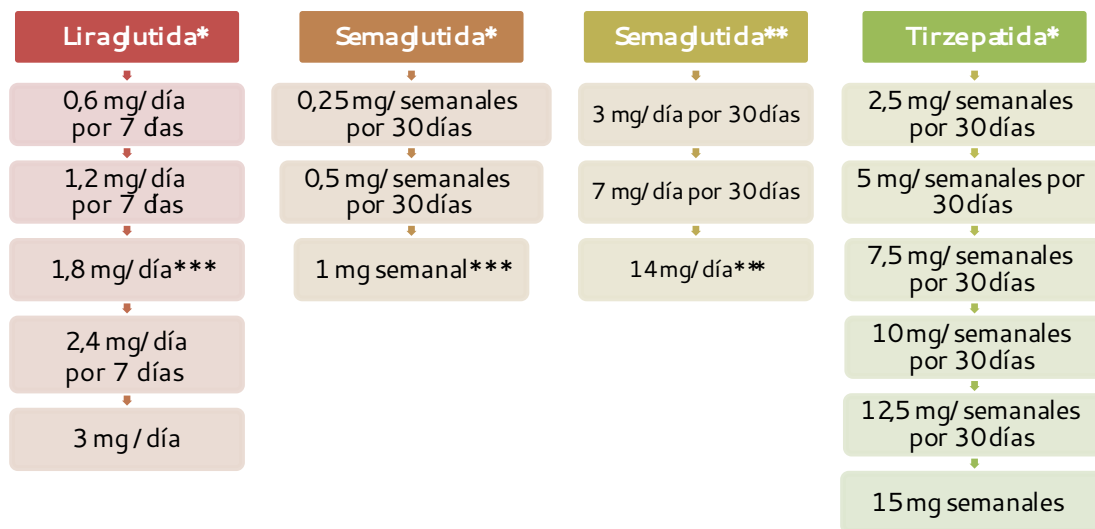 Liraglutida*
0,6 mg/día
por 7 días
1,2 mg/día
por 7 días
1,8 mg/día***
2,4 mg/día
por 7 días
3 mg / día
Semaglutida*
0,25 mg/ semanales
por 30 días
0,5 mg/ semanales
por 30 días
1 mg semanal***
Semaglutida**
3 mg/ día por 30 días
7 mg/ día por 30 días
14 mg/ día***
Tirzepatida*
2,5 mg/ semanales
por 30 días
5 mg/ semanales por
30 días
7,5 mg/ semanales
por 30 días
10 mg/ semanales
por 30 días
12,5 mg/ semanales
por 30 días
15 mg semanales